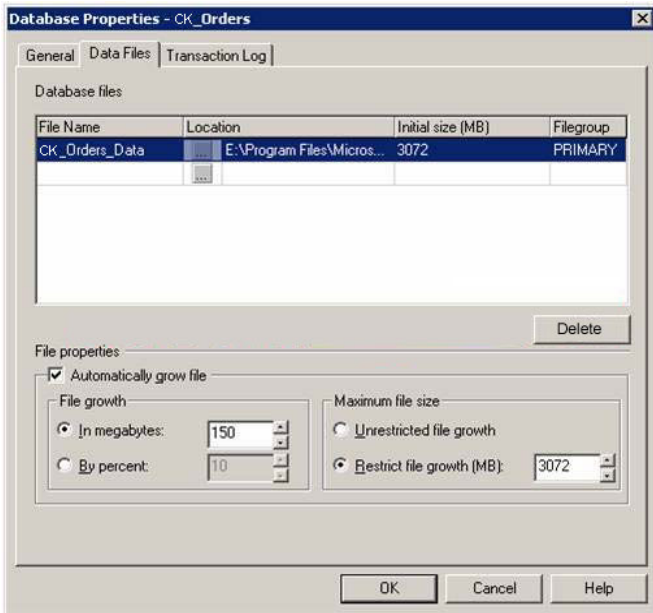 Database Properties - CK_Orders
General Data Files Transaction Log
Database files
File Name Location Initial size (MB) Filegroup
CK_Orders_Data ... E:\Program Files\Micros... 3072 PRIMARY
...
Delete
File properties
Automatically grow file
File growth Maximum file size
In megabytes: 150 Unrestricted file growth
By percent: 10 Restrict file growth (MB): 3072
OK Cancel Help